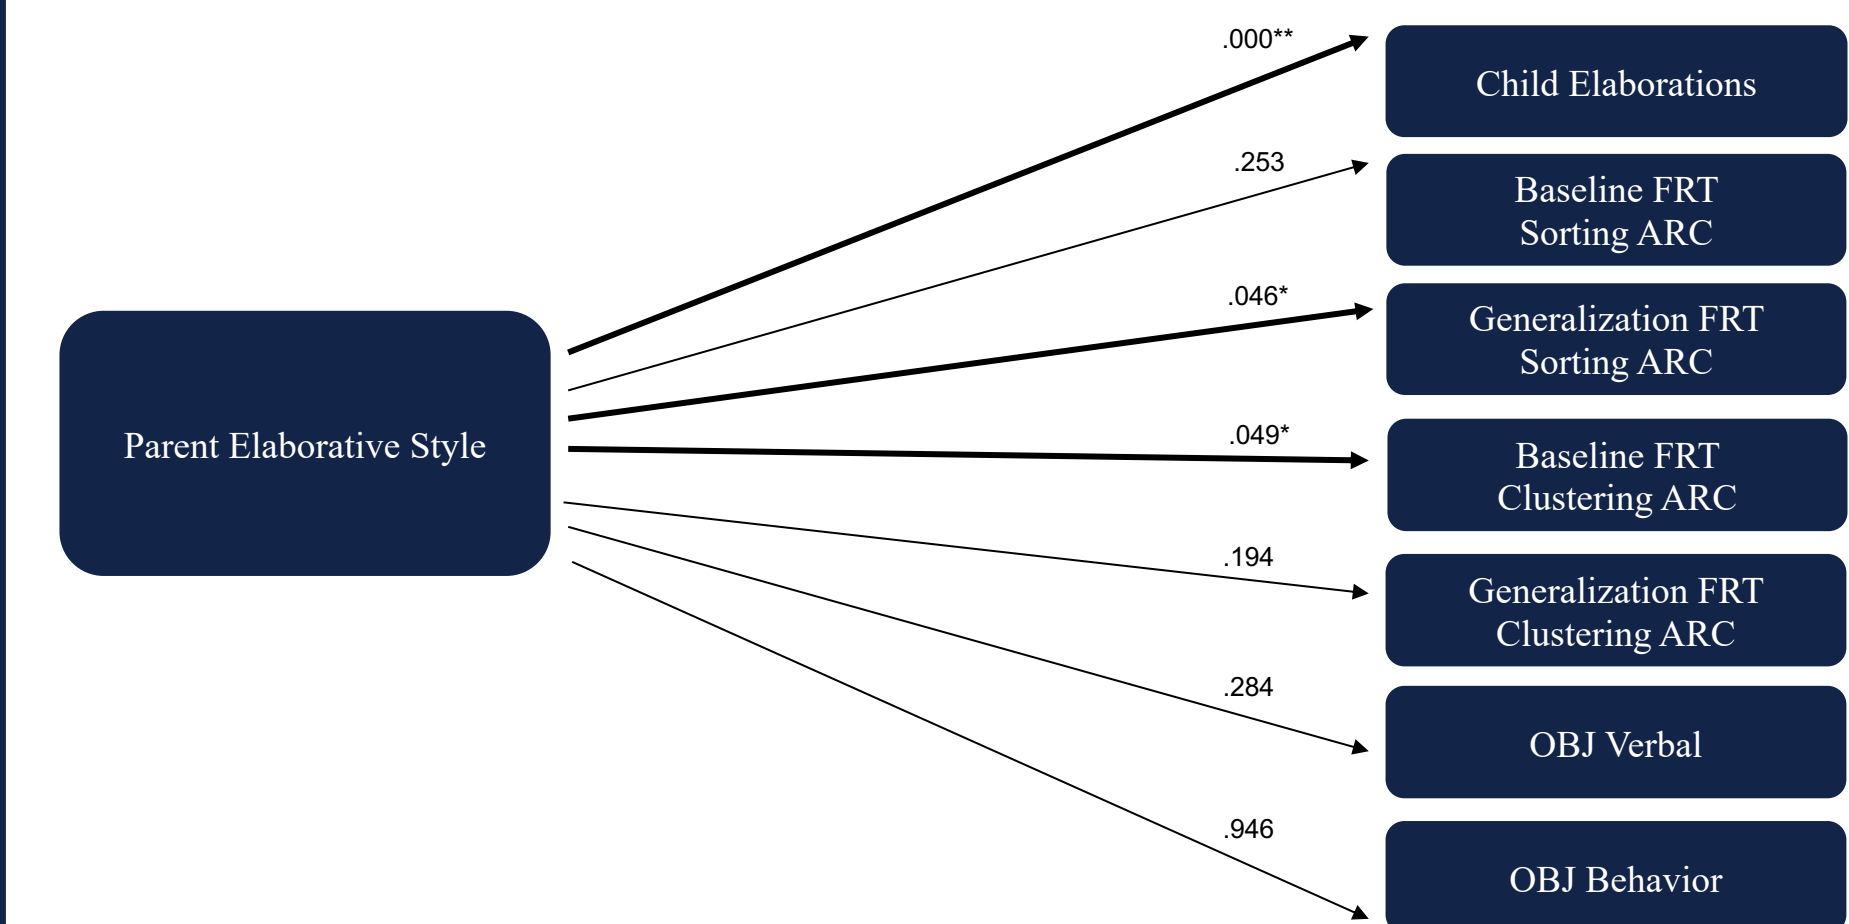 .000**
Child Elaborations
.253
Baseline FRT
Sorting ARC
.046*
Generalization FRT
Sorting ARC
Parent Elaborative Style
.049*
Baseline FRT
Clustering ARC
.194
Generalization FRT
Clustering ARC
.284
OBJ Verbal
.946
OBJ Behavior